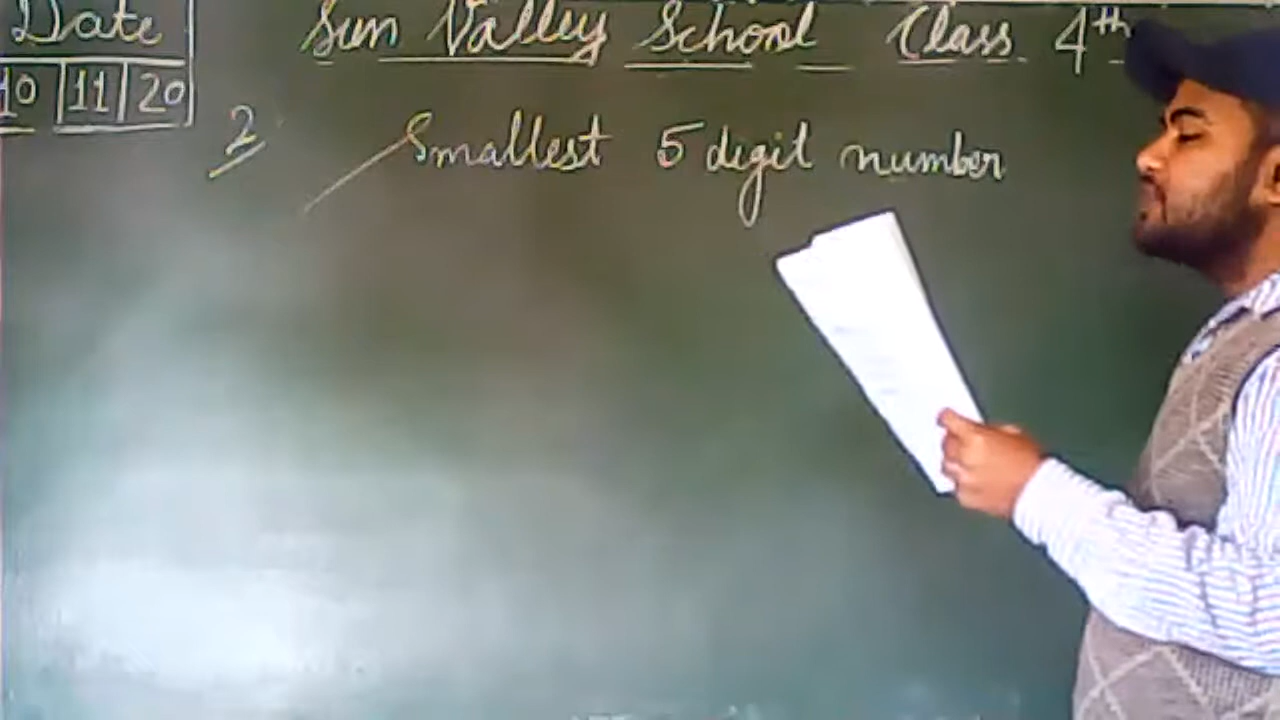 Date
10 11 20
Sun Valley School Class 4th
2
Smallest 5 digit number